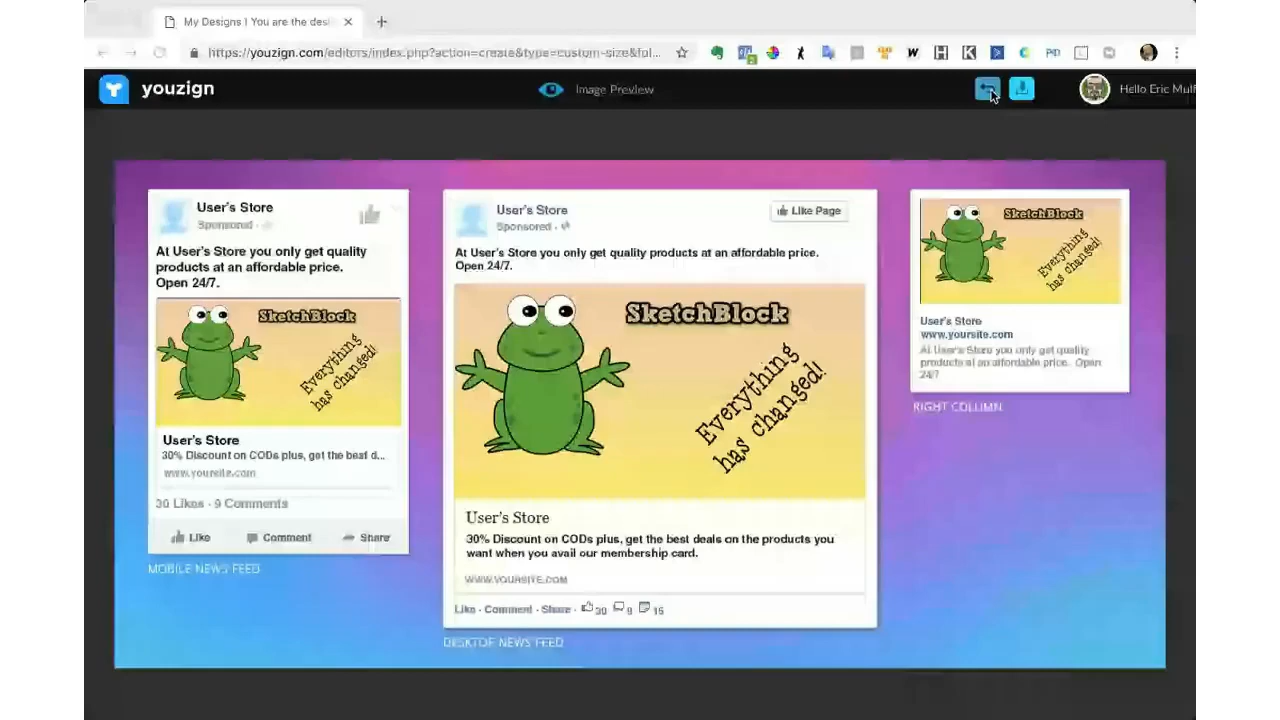 My Designs | You are the desi
https://youzign.com/editors/index.php?action=create&type=custom-size&fol...
youzign
Image Preview
Hello Eric Mulf
User's Store
Sponsored
At User's Store you only get quality
products at an affordable price.
Open 24/7.
SketchBlock
Everything
has changed!
User's Store
30% Discount on CODs plus, get the best d...
www.yoursite.com
30 Likes · 9 Comments
Like
Comment
Share
MOBILE NEWS FEED
User's Store
Sponsored ·
Like Page
At User's Store you only get quality products at an affordable price.
Open 24/7.
SketchBlock
Everything
has changed!
User's Store
30% Discount on CODs plus, get the best deals on the products you
want when you avail our membership card.
WWW.YOURSITE.COM
Like · Comment · Share · 30 9 15
DESKTOP NEWS FEED
SketchBlock
Everything
has changed!
User's Store
www.yoursite.com
At User's Store you only get quality
products at an affordable price. Open
24/7
RIGHT COLUMN